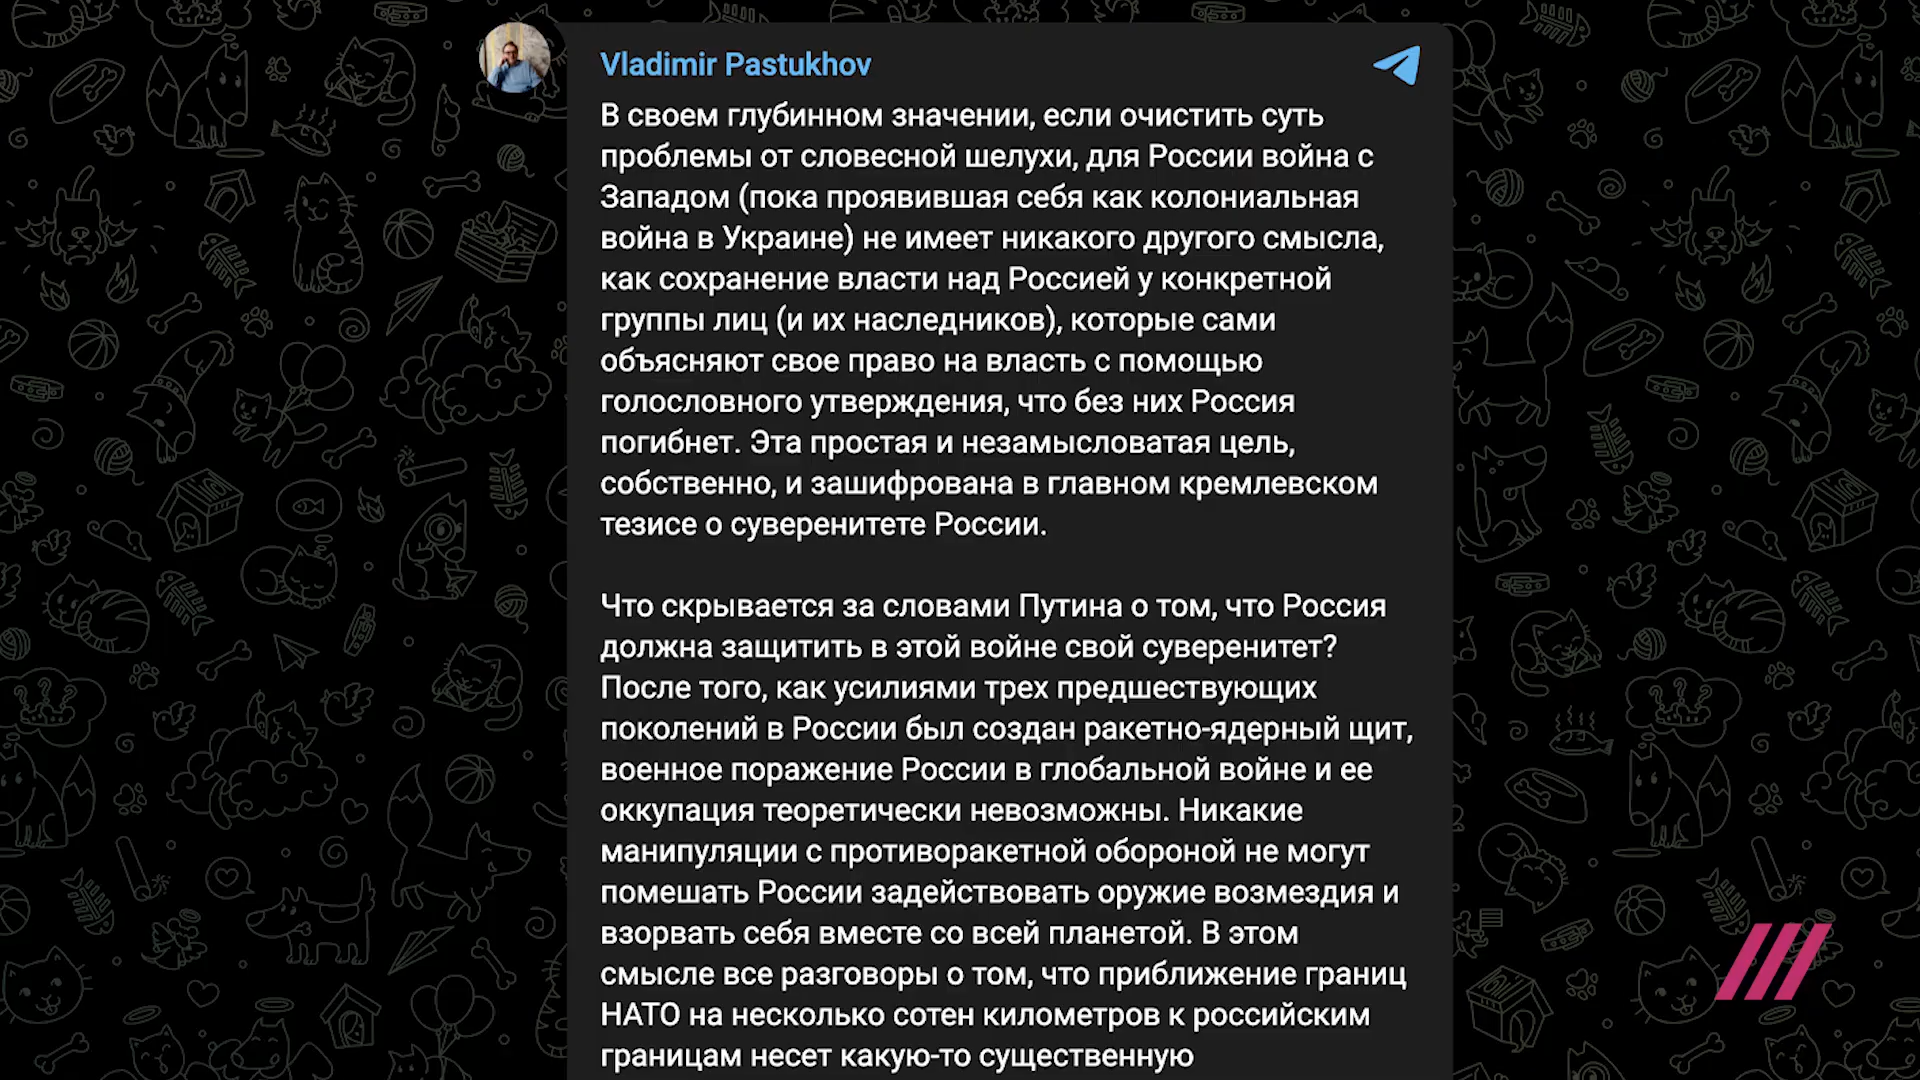 Vladimir Pastukhov
В своем глубинном значении, если очистить суть
проблемы от словесной шелухи, для России война с
Западом (пока проявившая себя как колониальная
война в Украине) не имеет никакого другого смысла,
как сохранение власти над Россией у конкретной
группы лиц (и их наследников), которые сами
объясняют свое право на власть с помощью
голословного утверждения, что без них Россия
погибнет. Эта простая и незамысловатая цель,
собственно, и зашифрована в главном кремлевском
тезисе о суверенитете России.
Что скрывается за словами Путина о том, что Россия
должна защитить в этой войне свой суверенитет?
После того, как усилиями трех предшествующих
поколений в России был создан ракетно-ядерный щит,
военное поражение России в глобальной войне и ее
оккупация теоретически невозможны. Никакие
манипуляции с противоракетной обороной не могут
помешать России задействовать оружие возмездия и
взорвать себя вместе со всей планетой. В этом
смысле все разговоры о том, что приближение границ
НАТО на несколько сотен километров к российским
границам несет какую-то существенную